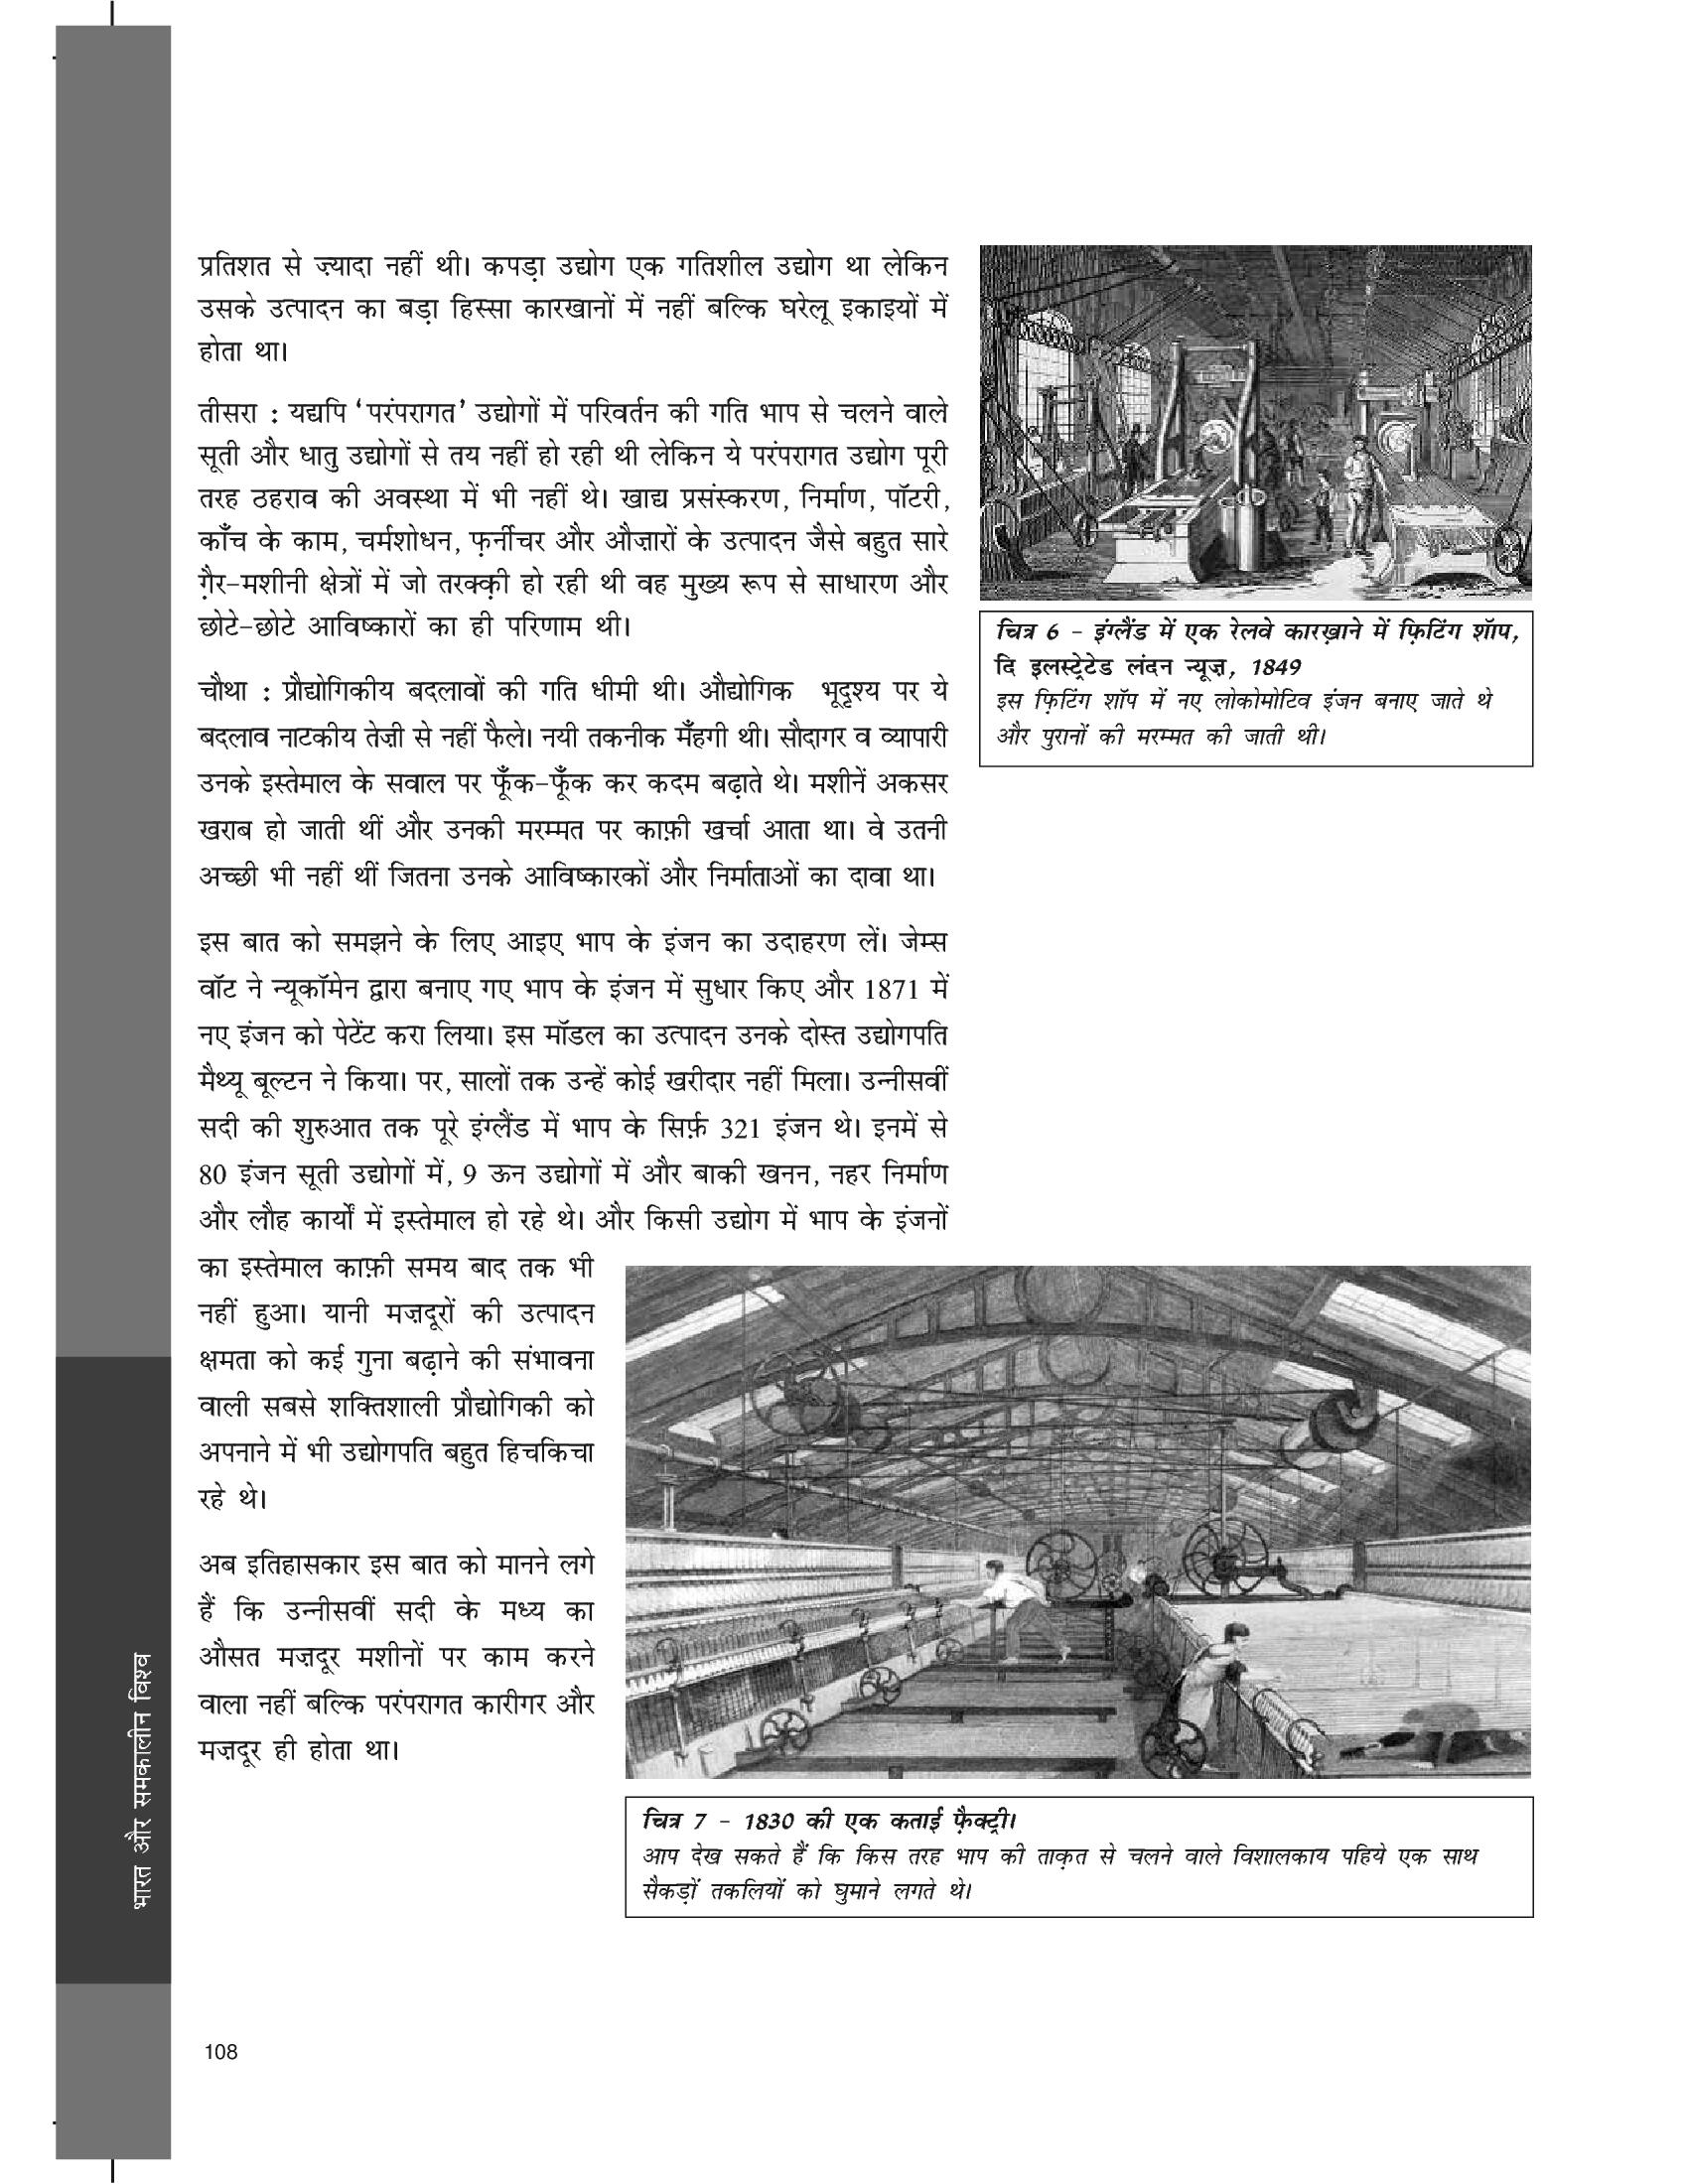 प्रतिशत से ज़्यादा नहीं थी। कपड़ा उद्योग एक गतिशील उद्योग था लेकिन
उसके उत्पादन का बड़ा हिस्सा कारखानों में नहीं बल्कि घरेलू इकाइयों में
होता था।
तीसरा : यद्यपि ‘परंपरागत’ उद्योगों में परिवर्तन की गति भाप से चलने वाले
सूती और धातु उद्योगों से तय नहीं हो रही थी लेकिन ये परंपरागत उद्योग पूरी
तरह ठहराव की अवस्था में भी नहीं थे। खाद्य प्रसंस्करण, निर्माण, पॉटरी,
काँच के काम, चर्मशोधन, फ़र्नीचर और औज़ारों के उत्पादन जैसे बहुत सारे
ग़ैर-मशीनी क्षेत्रों में जो तरक्क़ी हो रही थी वह मुख्य रूप से साधारण और
छोटे-छोटे आविष्कारों का ही परिणाम थी।
चौथा : प्रौद्योगिकीय बदलावों की गति धीमी थी। औद्योगिक भूदृश्य पर ये
बदलाव नाटकीय तेज़ी से नहीं फैले। नयी तकनीक मँहगी थी। सौदागर व व्यापारी
उनके इस्तेमाल के सवाल पर फूँक-फूँक कर कदम बढ़ाते थे। मशीनें अकसर
खराब हो जाती थीं और उनकी मरम्मत पर काफ़ी खर्चा आता था। वे उतनी
अच्छी भी नहीं थीं जितना उनके आविष्कारकों और निर्माताओं का दावा था।
इस बात को समझने के लिए आइए भाप के इंजन का उदाहरण लें। जेम्स
वॉट ने न्यूकॉमेन द्वारा बनाए गए भाप के इंजन में सुधार किए और 1871 में
नए इंजन को पेटेंट करा लिया। इस मॉडल का उत्पादन उनके दोस्त उद्योगपति
मैथ्यू बूल्टन ने किया। पर, सालों तक उन्हें कोई खरीदार नहीं मिला। उन्नीसवीं
सदी की शुरुआत तक पूरे इंग्लैंड में भाप के सिर्फ़ 321 इंजन थे। इनमें से
80 इंजन सूती उद्योगों में, 9 ऊन उद्योगों में और बाकी खनन, नहर निर्माण
और लौह कार्यों में इस्तेमाल हो रहे थे। और किसी उद्योग में भाप के इंजनों
का इस्तेमाल काफ़ी समय बाद तक भी
नहीं हुआ। यानी मज़दूरों की उत्पादन
क्षमता को कई गुना बढ़ाने की संभावना
वाली सबसे शक्तिशाली प्रौद्योगिकी को
अपनाने में भी उद्योगपति बहुत हिचकिचा
रहे थे।
अब इतिहासकार इस बात को मानने लगे
हैं कि उन्नीसवीं सदी के मध्य का
औसत मज़दूर मशीनों पर काम करने
वाला नहीं बल्कि परंपरागत कारीगर और
मज़दूर ही होता था।
चित्र 6 - इंग्लैंड में एक रेलवे कारख़ाने में फ़िटिंग शॉप,
दि इलस्ट्रेटेड लंदन न्यूज़, 1849
इस फ़िटिंग शॉप में नए लोकोमोटिव इंजन बनाए जाते थे
और पुरानों की मरम्मत की जाती थी।
चित्र 7 - 1830 की एक कताई फ़ैक्ट्री।
आप देख सकते हैं कि किस तरह भाप की ताक़त से चलने वाले विशालकाय पहिये एक साथ
सैकड़ों तकलियों को घुमाने लगते थे।
भारत और समकालीन विश्व
108